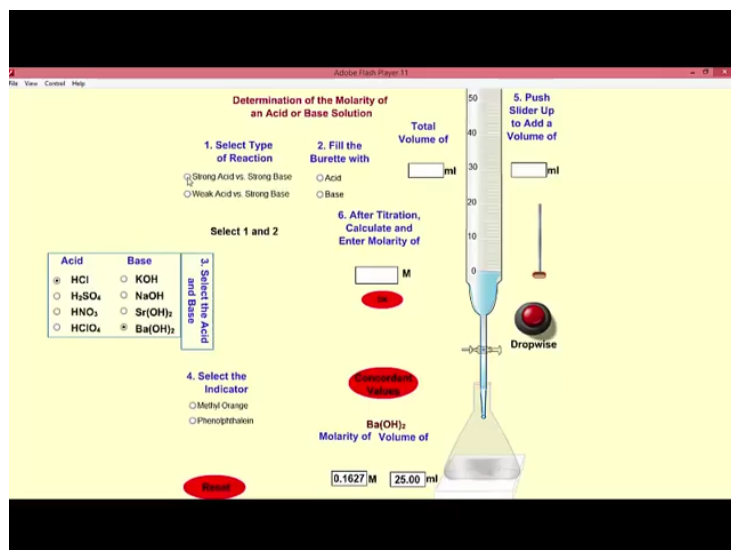 Adobe Flash Player 11
File View Control Help
Determination of the Molarity of
an Acid or Base Solution
1. Select Type
of Reaction
Strong Acid vs. Strong Base
Weak Acid vs. Strong Base
2. Fill the
Burette with
Acid
Base
Select 1 and 2
Acid
HCl
H₂SO₄
HNO₃
HClO₄
Base
KOH
NaOH
Sr(OH)₂
Ba(OH)₂
3. Select the Acid
and Base
4. Select the
Indicator
Methyl Orange
Phenolphthalein
Reset
Total
Volume of
ml
6. After Titration,
Calculate and
Enter Molarity of
M
Concordant
Values
Ba(OH)₂
Molarity of Volume of
0.1627 M 25.00 ml
50
40
30
20
10
0
5. Push
Slider Up
to Add a
Volume of
ml
Dropwise